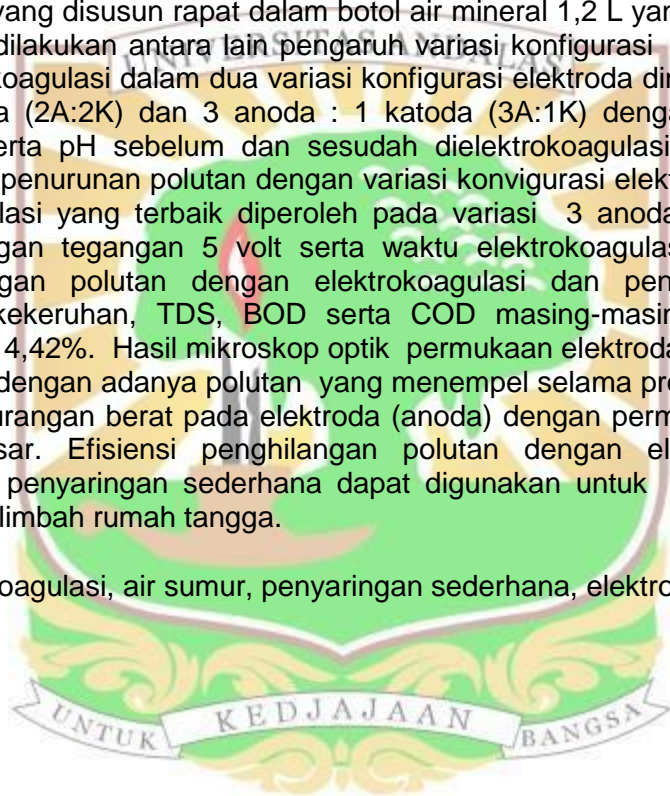 yang disusun rapat dalam botol air mineral 1,2 L yan
UNIVERSITAS ANDALAS
dilakukan antara lain pengaruh variasi konfigurasi
koagulasi dalam dua variasi konfigurasi elektroda di
a (2A:2K) dan 3 anoda : 1 katoda (3A:1K) deng
erta pH sebelum dan sesudah dielektrokoagulasi
penurunan polutan dengan variasi konvigurasi elekt
lasi yang terbaik diperoleh pada variasi 3 anoda
gan tegangan 5 volt serta waktu elektrokoagulas
gan polutan dengan elektrokoagulasi dan pen
kekeruhan, TDS, BOD serta COD masing-masin
4,42%. Hasil mikroskop optik permukaan elektroda
dengan adanya polutan yang menempel selama pro
urangan berat pada elektroda (anoda) dengan perm
sar. Efisiensi penghilangan polutan dengan el
penyaringan sederhana dapat digunakan untuk
limbah rumah tangga.
oagulasi, air sumur, penyaringan sederhana, elektro
UNTUK KEDJAJAAN BANGSA